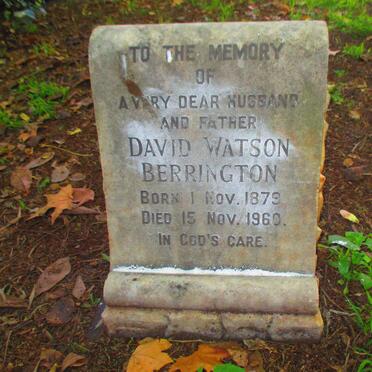 TO THE MEMORY
OF
A VERY DEAR HUSBAND
AND FATHER
DAVID WATSON
BERRINGTON
BORN 1 NOV. 1879
DIED 15 NOV. 1960.
IN GOD'S CARE.